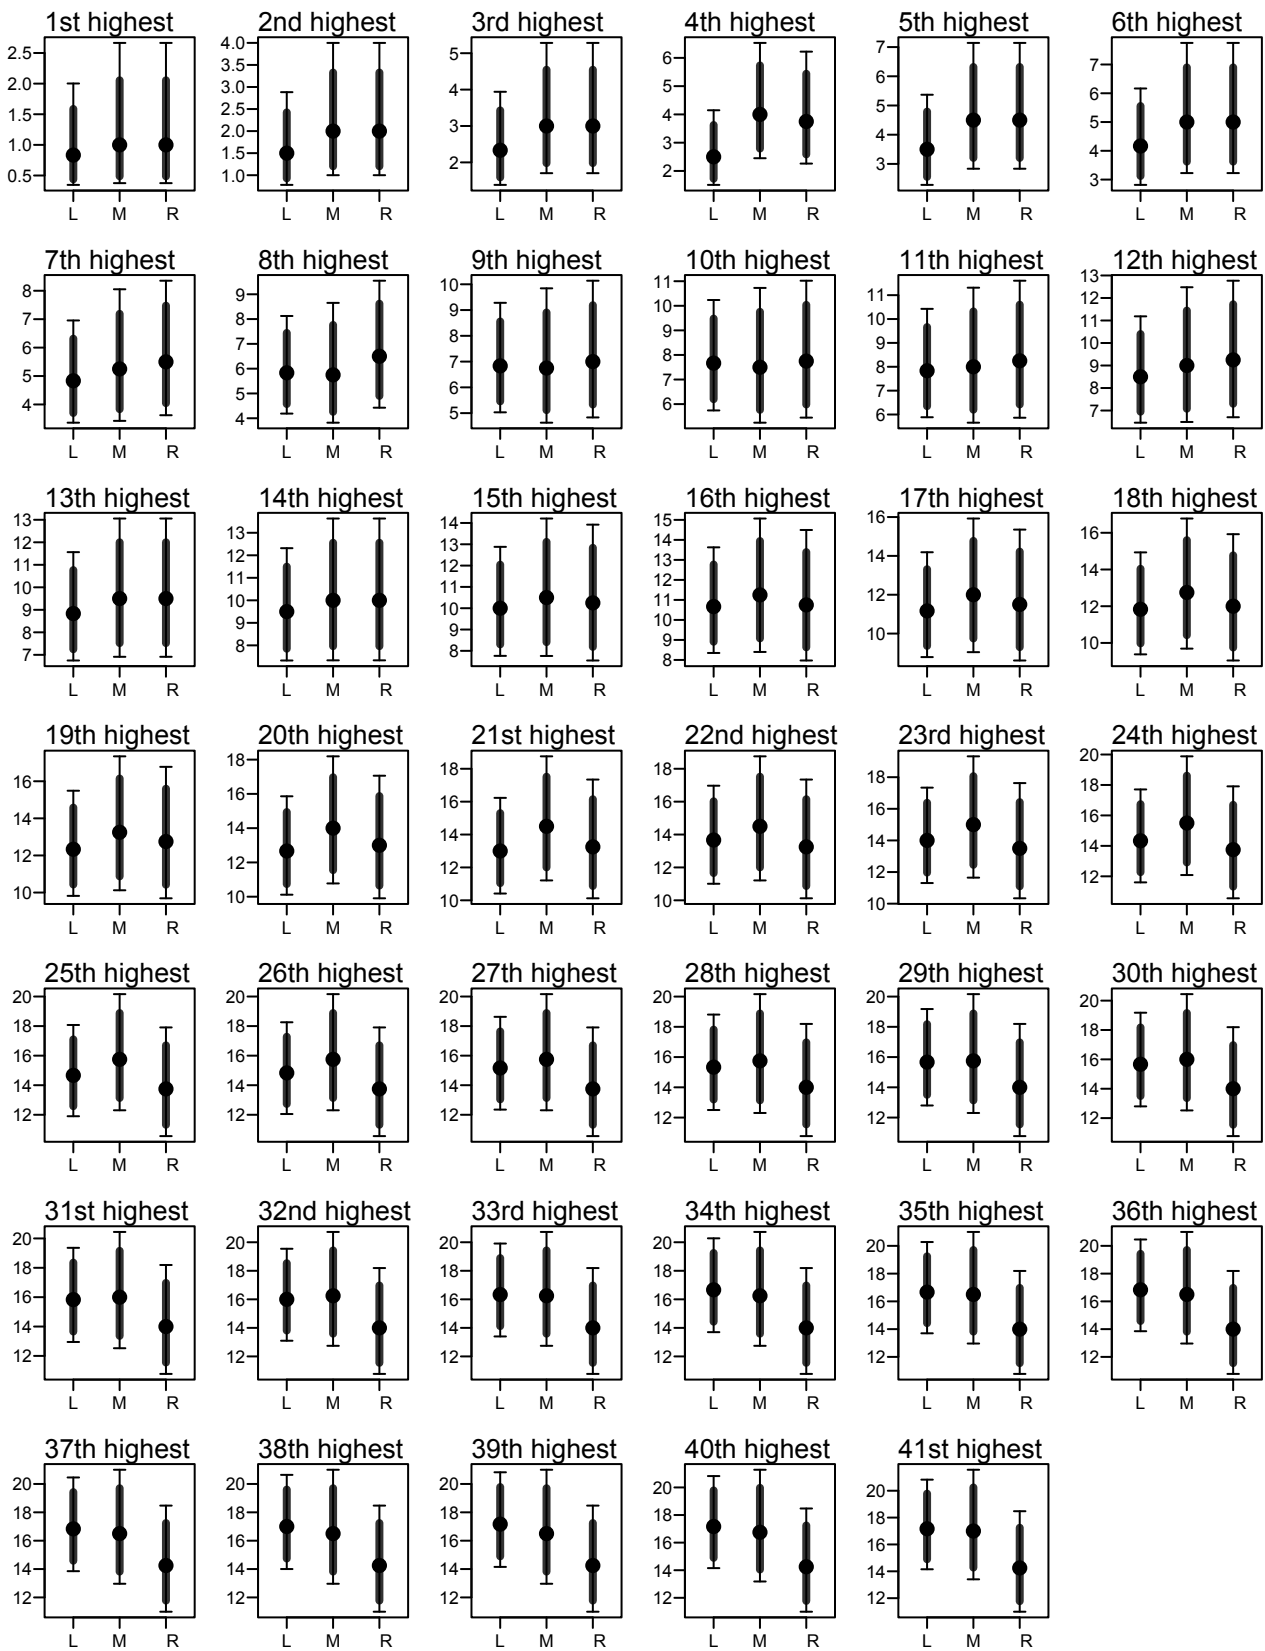 1st highest
2.5
2.0
1.5
1.0
0.5
L M R
2nd highest
4.0
3.5
3.0
2.5
2.0
1.5
1.0
L M R
3rd highest
5
4
3
2
L M R
4th highest
6
5
4
3
2
L M R
5th highest
7
6
5
4
3
L M R
6th highest
7
6
5
4
3
L M R
7th highest
8
7
6
5
4
L M R
8th highest
9
8
7
6
5
4
L M R
9th highest
10
9
8
7
6
5
L M R
10th highest
11
10
9
8
7
6
L M R
11th highest
11
10
9
8
7
6
L M R
12th highest
13
12
11
10
9
8
7
L M R
13th highest
13
12
11
10
9
8
7
L M R
14th highest
13
12
11
10
9
8
L M R
15th highest
14
13
12
11
10
9
8
L M R
16th highest
15
14
13
12
11
10
9
8
L M R
17th highest
16
14
12
10
L M R
18th highest
16
14
12
10
L M R
19th highest
16
14
12
10
L M R
20th highest
18
16
14
12
10
L M R
21st highest
18
16
14
12
10
L M R
22nd highest
18
16
14
12
10
L M R
23rd highest
18
16
14
12
10
L M R
24th highest
20
18
16
14
12
L M R
25th highest
20
18
16
14
12
L M R
26th highest
20
18
16
14
12
L M R
27th highest
20
18
16
14
12
L M R
28th highest
20
18
16
14
12
L M R
29th highest
20
18
16
14
12
L M R
30th highest
20
18
16
14
12
L M R
31st highest
20
18
16
14
12
L M R
32nd highest
20
18
16
14
12
L M R
33rd highest
20
18
16
14
12
L M R
34th highest
20
18
16
14
12
L M R
35th highest
20
18
16
14
12
L M R
36th highest
20
18
16
14
12
L M R
37th highest
20
18
16
14
12
L M R
38th highest
20
18
16
14
12
L M R
39th highest
20
18
16
14
12
L M R
40th highest
20
18
16
14
12
L M R
41st highest
20
18
16
14
12
L M R